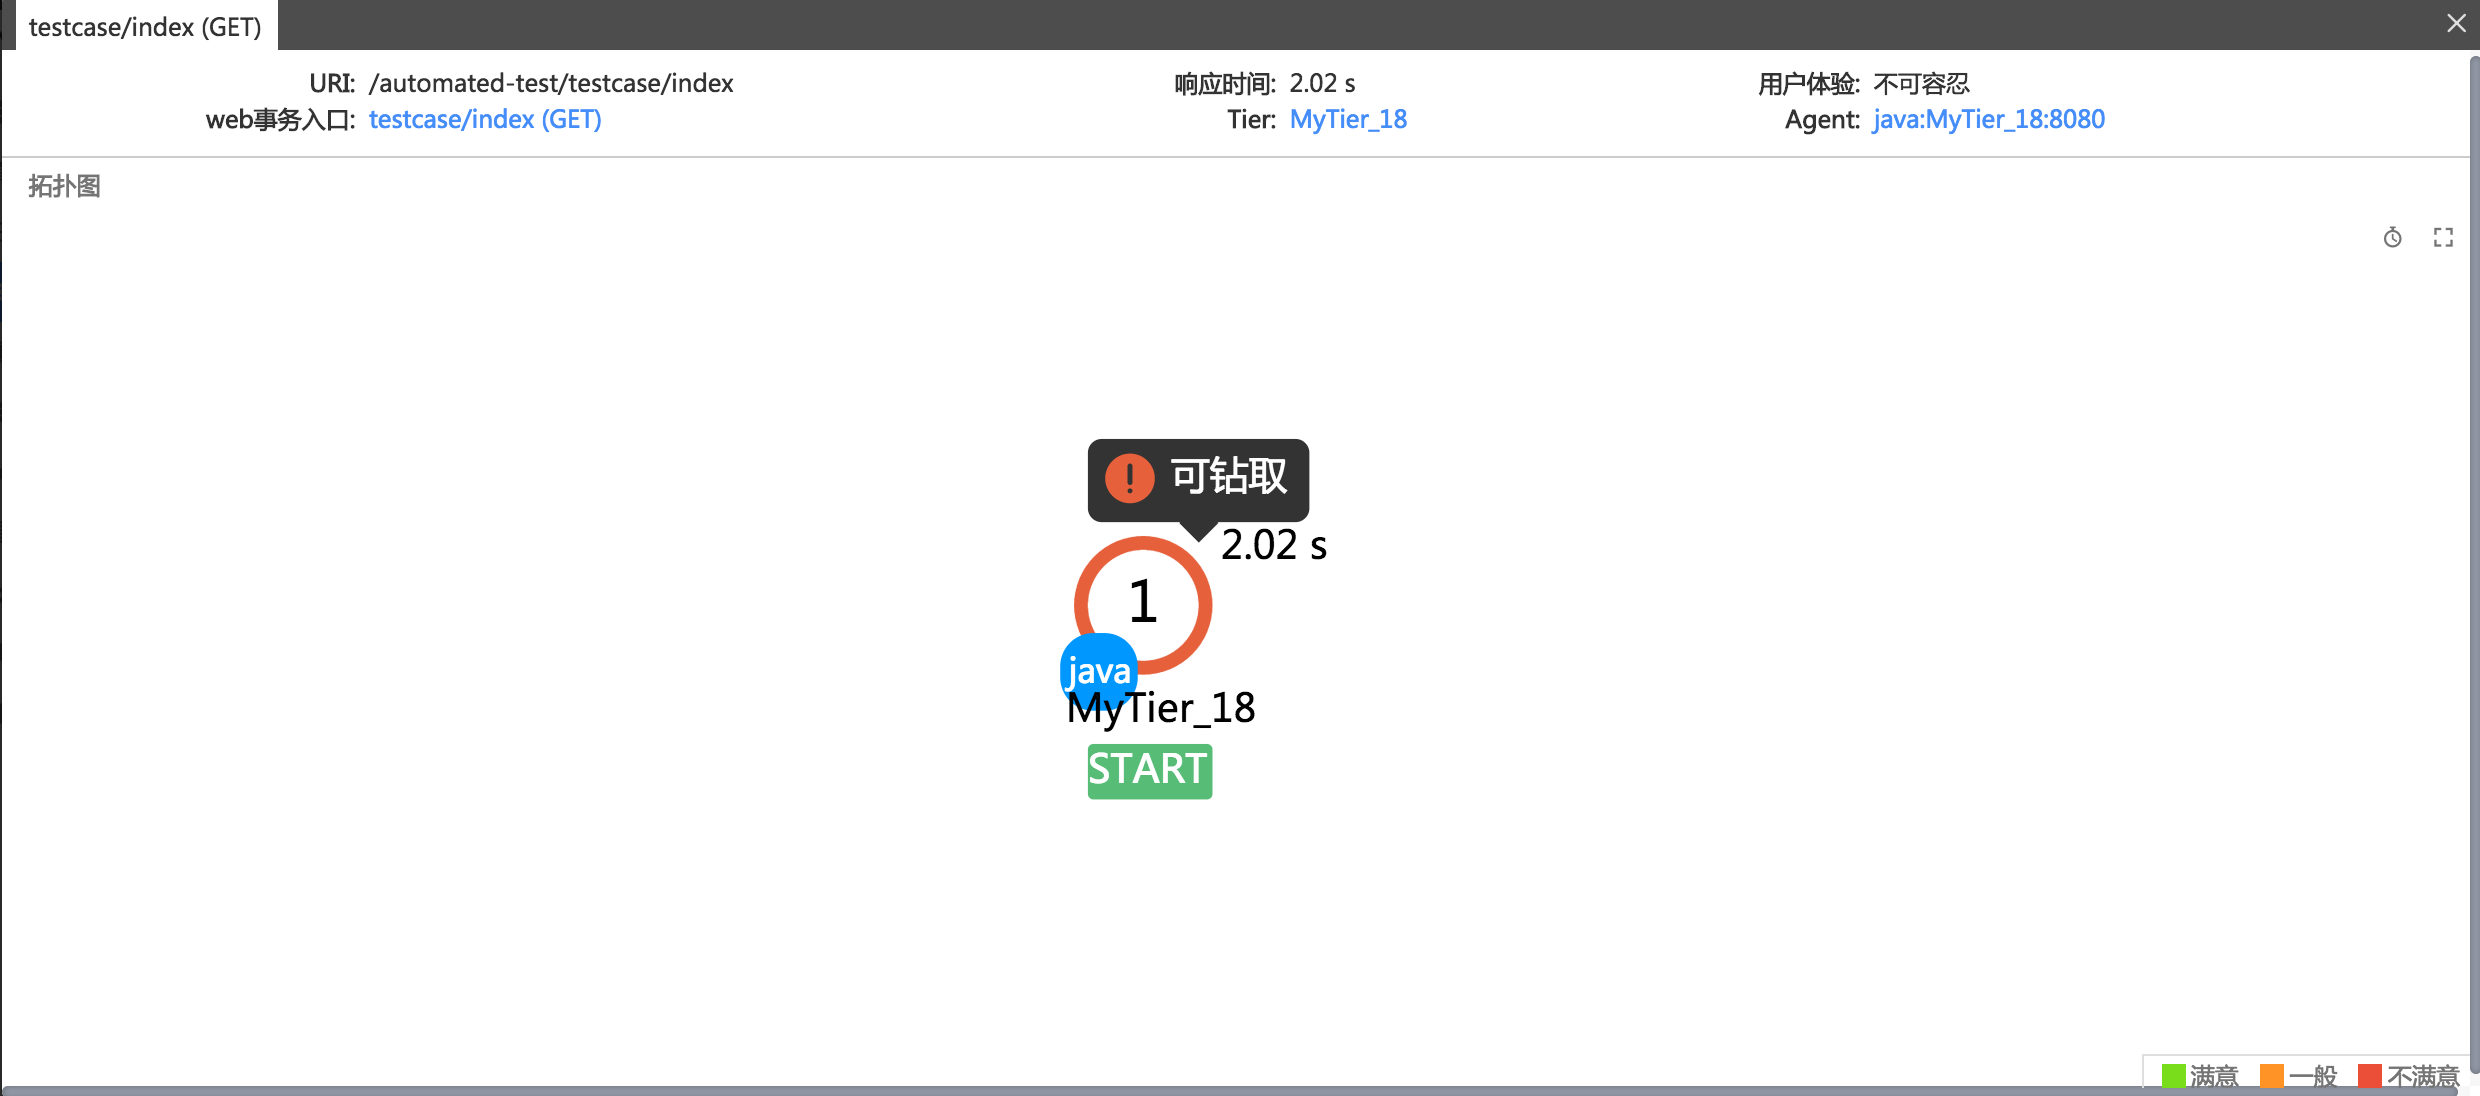 testcase/index (GET)
URI: /automated-test/testcase/index 响应时间: 2.02 s 用户体验: 不可容忍
web事务入口: testcase/index (GET) Tier: MyTier_18 Agent: java:MyTier_18:8080
拓扑图
可钻取
2.02 s
1
java
MyTier_18
START
满意 一般 不满意